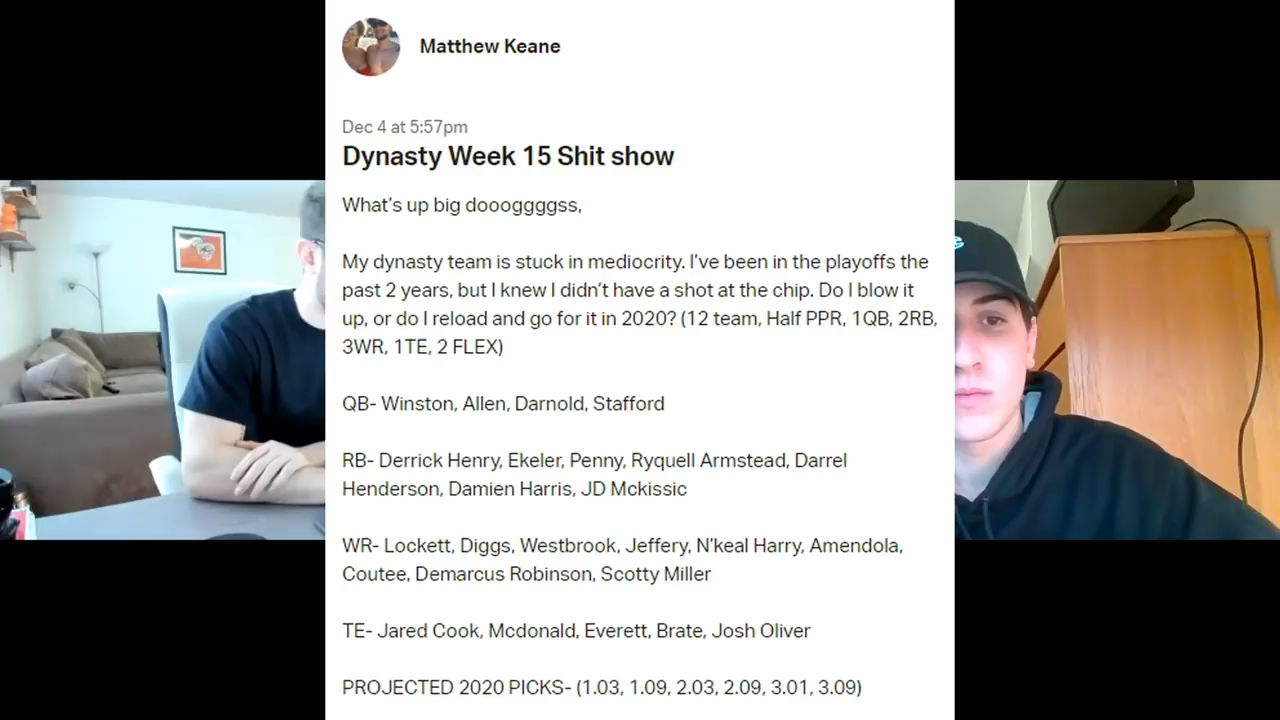 Matthew Keane
Dec 4 at 5:57pm
Dynasty Week 15 Shit show
What's up big doooggggss,
My dynasty team is stuck in mediocrity. I've been in the playoffs the
past 2 years, but I knew I didn't have a shot at the chip. Do I blow it
up, or do I reload and go for it in 2020? (12 team, Half PPR, 1QB, 2RB,
3WR, 1TE, 2 FLEX)
QB- Winston, Allen, Darnold, Stafford
RB- Derrick Henry, Ekeler, Penny, Ryquell Armstead, Darrel
Henderson, Damien Harris, JD Mckissic
WR- Lockett, Diggs, Westbrook, Jeffery, N'keal Harry, Amendola,
Coutee, Demarcus Robinson, Scotty Miller
TE- Jared Cook, Mcdonald, Everett, Brate, Josh Oliver
PROJECTED 2020 PICKS- (1.03, 1.09, 2.03, 2.09, 3.01, 3.09)